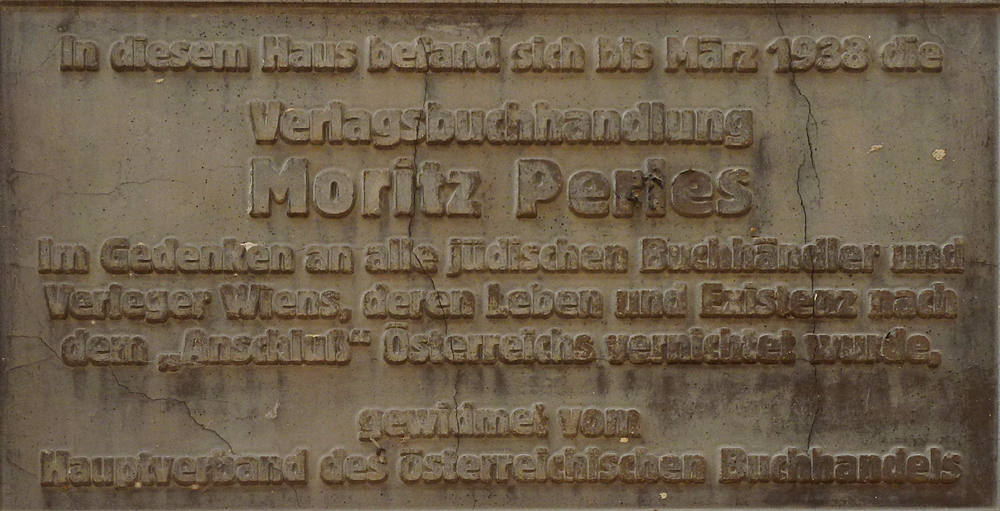 In diesem Haus befand sich bis März 1938 die
Verlagsbuchhandlung
Moritz Perles
Im Gedenken an alle jüdischen Buchhändler und
Verleger Wiens, deren Leben und Existenz nach
dem „Anschluß“ Österreichs vernichtet wurde,
gewidmet vom
Hauptverband des österreichischen Buchhandels